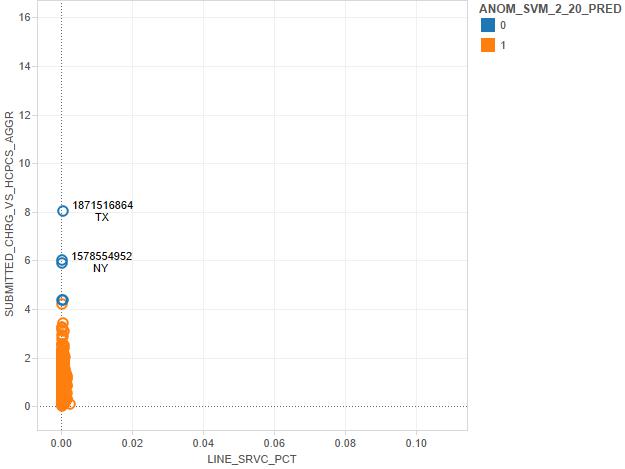 ANOM_SVM_2_20_PRED
0
1
SUBMITTED_CHRG_VS_HCPCS_AGGR
16
14
12
10
8
6
4
2
0
1871516864
TX
1578554952
NY
0.00 0.02 0.04 0.06 0.08 0.10
LINE_SRVC_PCT